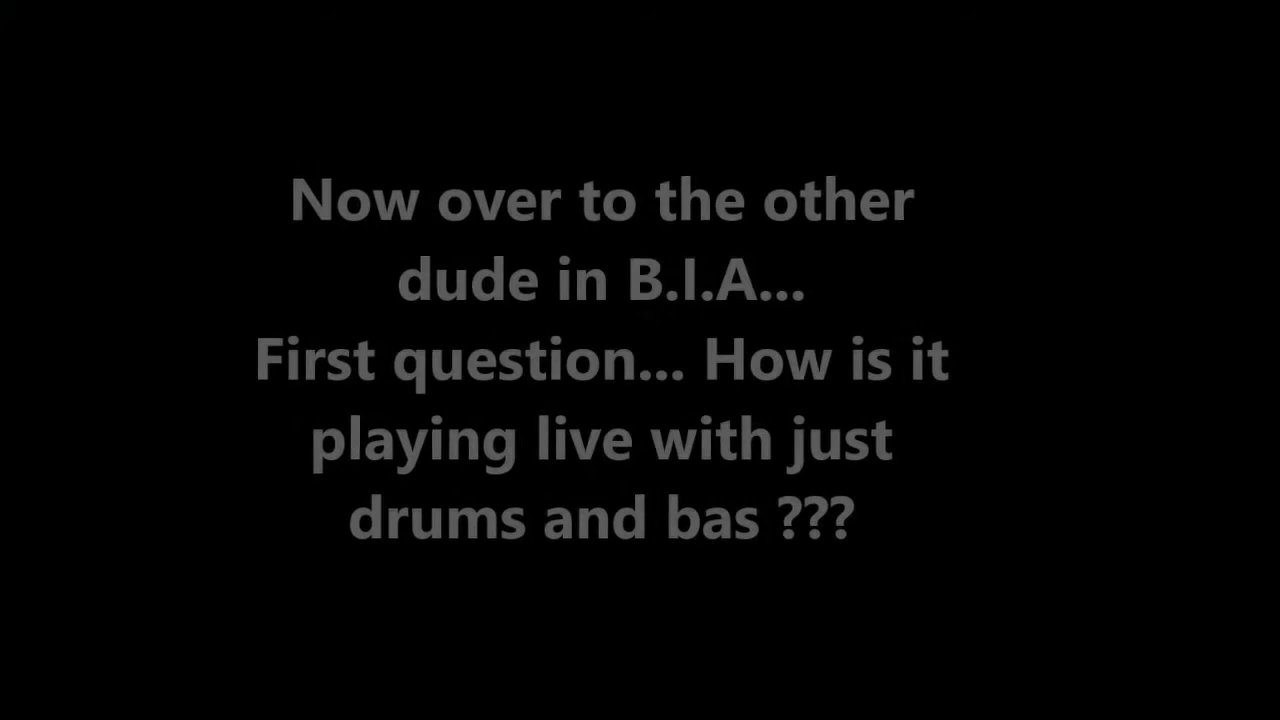 Now over to the other
dude in B.I.A...
First question... How is it
playing live with just
drums and bas ???